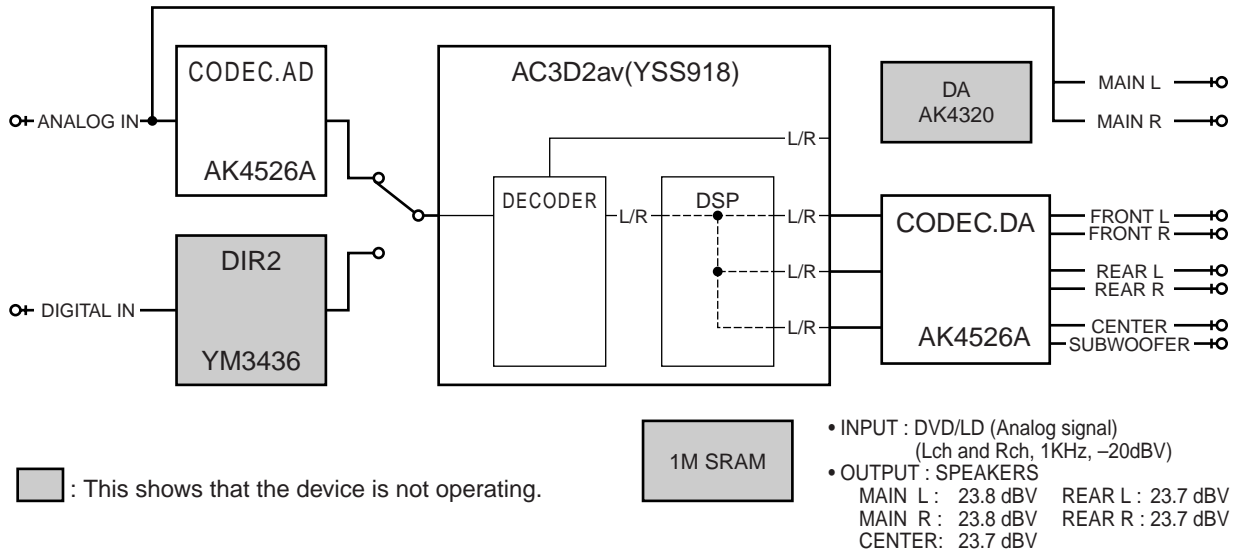 CODEC.AD
AK4526A
ANALOG IN
DIR2
YM3436
DIGITAL IN
AC3D2av(YSS918)
DECODER
L/R
DSP
L/R
L/R
L/R
L/R
DA
AK4320
MAIN L
MAIN R
CODEC.DA
AK4526A
FRONT L
FRONT R
REAR L
REAR R
CENTER
SUBWOOFER
: This shows that the device is not operating.
1M SRAM
• INPUT : DVD/LD (Analog signal)
(Lch and Rch, 1KHz, –20dBV)
• OUTPUT : SPEAKERS
MAIN L : 23.8 dBV REAR L : 23.7 dBV
MAIN R : 23.8 dBV REAR R : 23.7 dBV
CENTER: 23.7 dBV